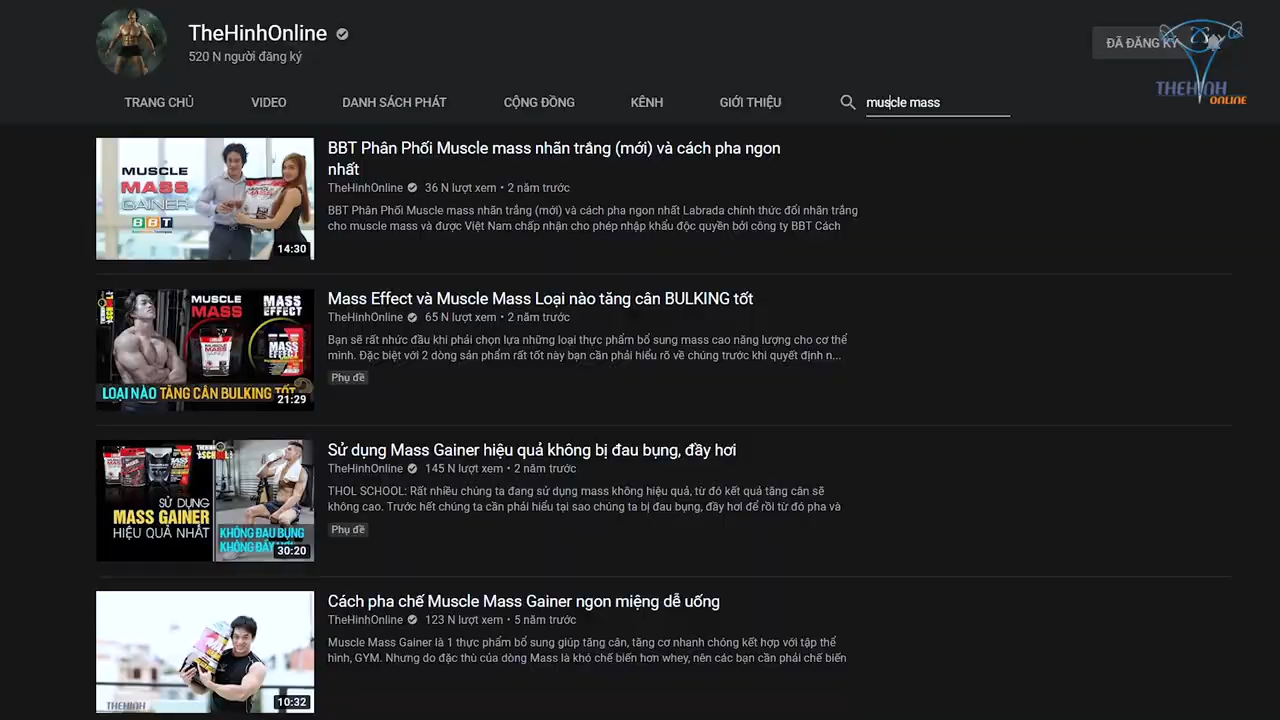 TheHinhOnline
520 N người đăng ký
ĐÃ ĐĂNG KÝ
THEHINH
ONLINE
TRANG CHỦ
VIDEO
DANH SÁCH PHÁT
CỘNG ĐỒNG
KÊNH
GIỚI THIỆU
muscle mass
MUSCLE
MASS
GAINER
BBT
14:30
BBT Phân Phối Muscle mass nhãn trắng (mới) và cách pha ngon
nhất
TheHinhOnline 36 N lượt xem • 2 năm trước
BBT Phân Phối Muscle mass nhãn trắng (mới) và cách pha ngon nhất Labrada chính thức đổi nhãn trắng
cho muscle mass và được Việt Nam chấp nhận cho phép nhập khẩu độc quyền bởi công ty BBT Cách
MUSCLE
MASS
MASS
EFFECT
LOẠI NÀO TĂNG CÂN BULKING TỐT
21:29
Mass Effect và Muscle Mass Loại nào tăng cân BULKING tốt
TheHinhOnline 65 N lượt xem • 2 năm trước
Bạn sẽ rất nhức đầu khi phải chọn lựa những loại thực phẩm bổ sung mass cao năng lượng cho cơ thể
mình. Đặc biệt với 2 dòng sản phẩm rất tốt này bạn cần phải hiểu rõ về chúng trước khi quyết định n...
Phụ đề
SỬ DỤNG
MASS GAINER
HIỆU QUẢ NHẤT
KHÔNG ĐAU BỤNG
KHÔNG ĐẦY
30:20
Sử dụng Mass Gainer hiệu quả không bị đau bụng, đầy hơi
TheHinhOnline 145 N lượt xem • 2 năm trước
THOL SCHOOL: Rất nhiều chúng ta đang sử dụng mass không hiệu quả, từ đó kết quả tăng cân sẽ
không cao. Trước hết chúng ta cần phải hiểu tại sao chúng ta bị đau bụng, đầy hơi để rồi từ đó pha và
Phụ đề
THEHINH
10:32
Cách pha chế Muscle Mass Gainer ngon miệng dễ uống
TheHinhOnline 123 N lượt xem • 5 năm trước
Muscle Mass Gainer là 1 thực phẩm bổ sung giúp tăng cân, tăng cơ nhanh chóng kết hợp với tập thể
hình, GYM. Nhưng do đặc thù của dòng Mass là khó chế biến hơn whey, nên các bạn cần phải chế biến